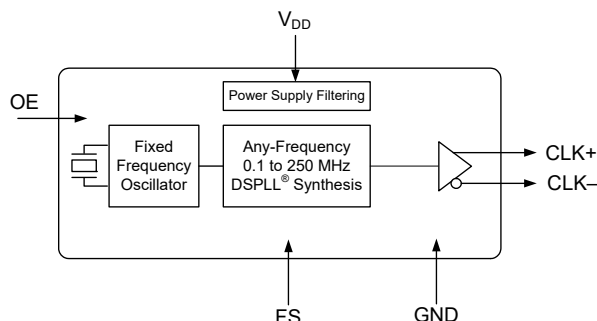 V_DD
Power Supply Filtering
OE
Fixed
Frequency
Oscillator
Any-Frequency
0.1 to 250 MHz
DSPLL® Synthesis
CLK+
CLK–
FS
GND